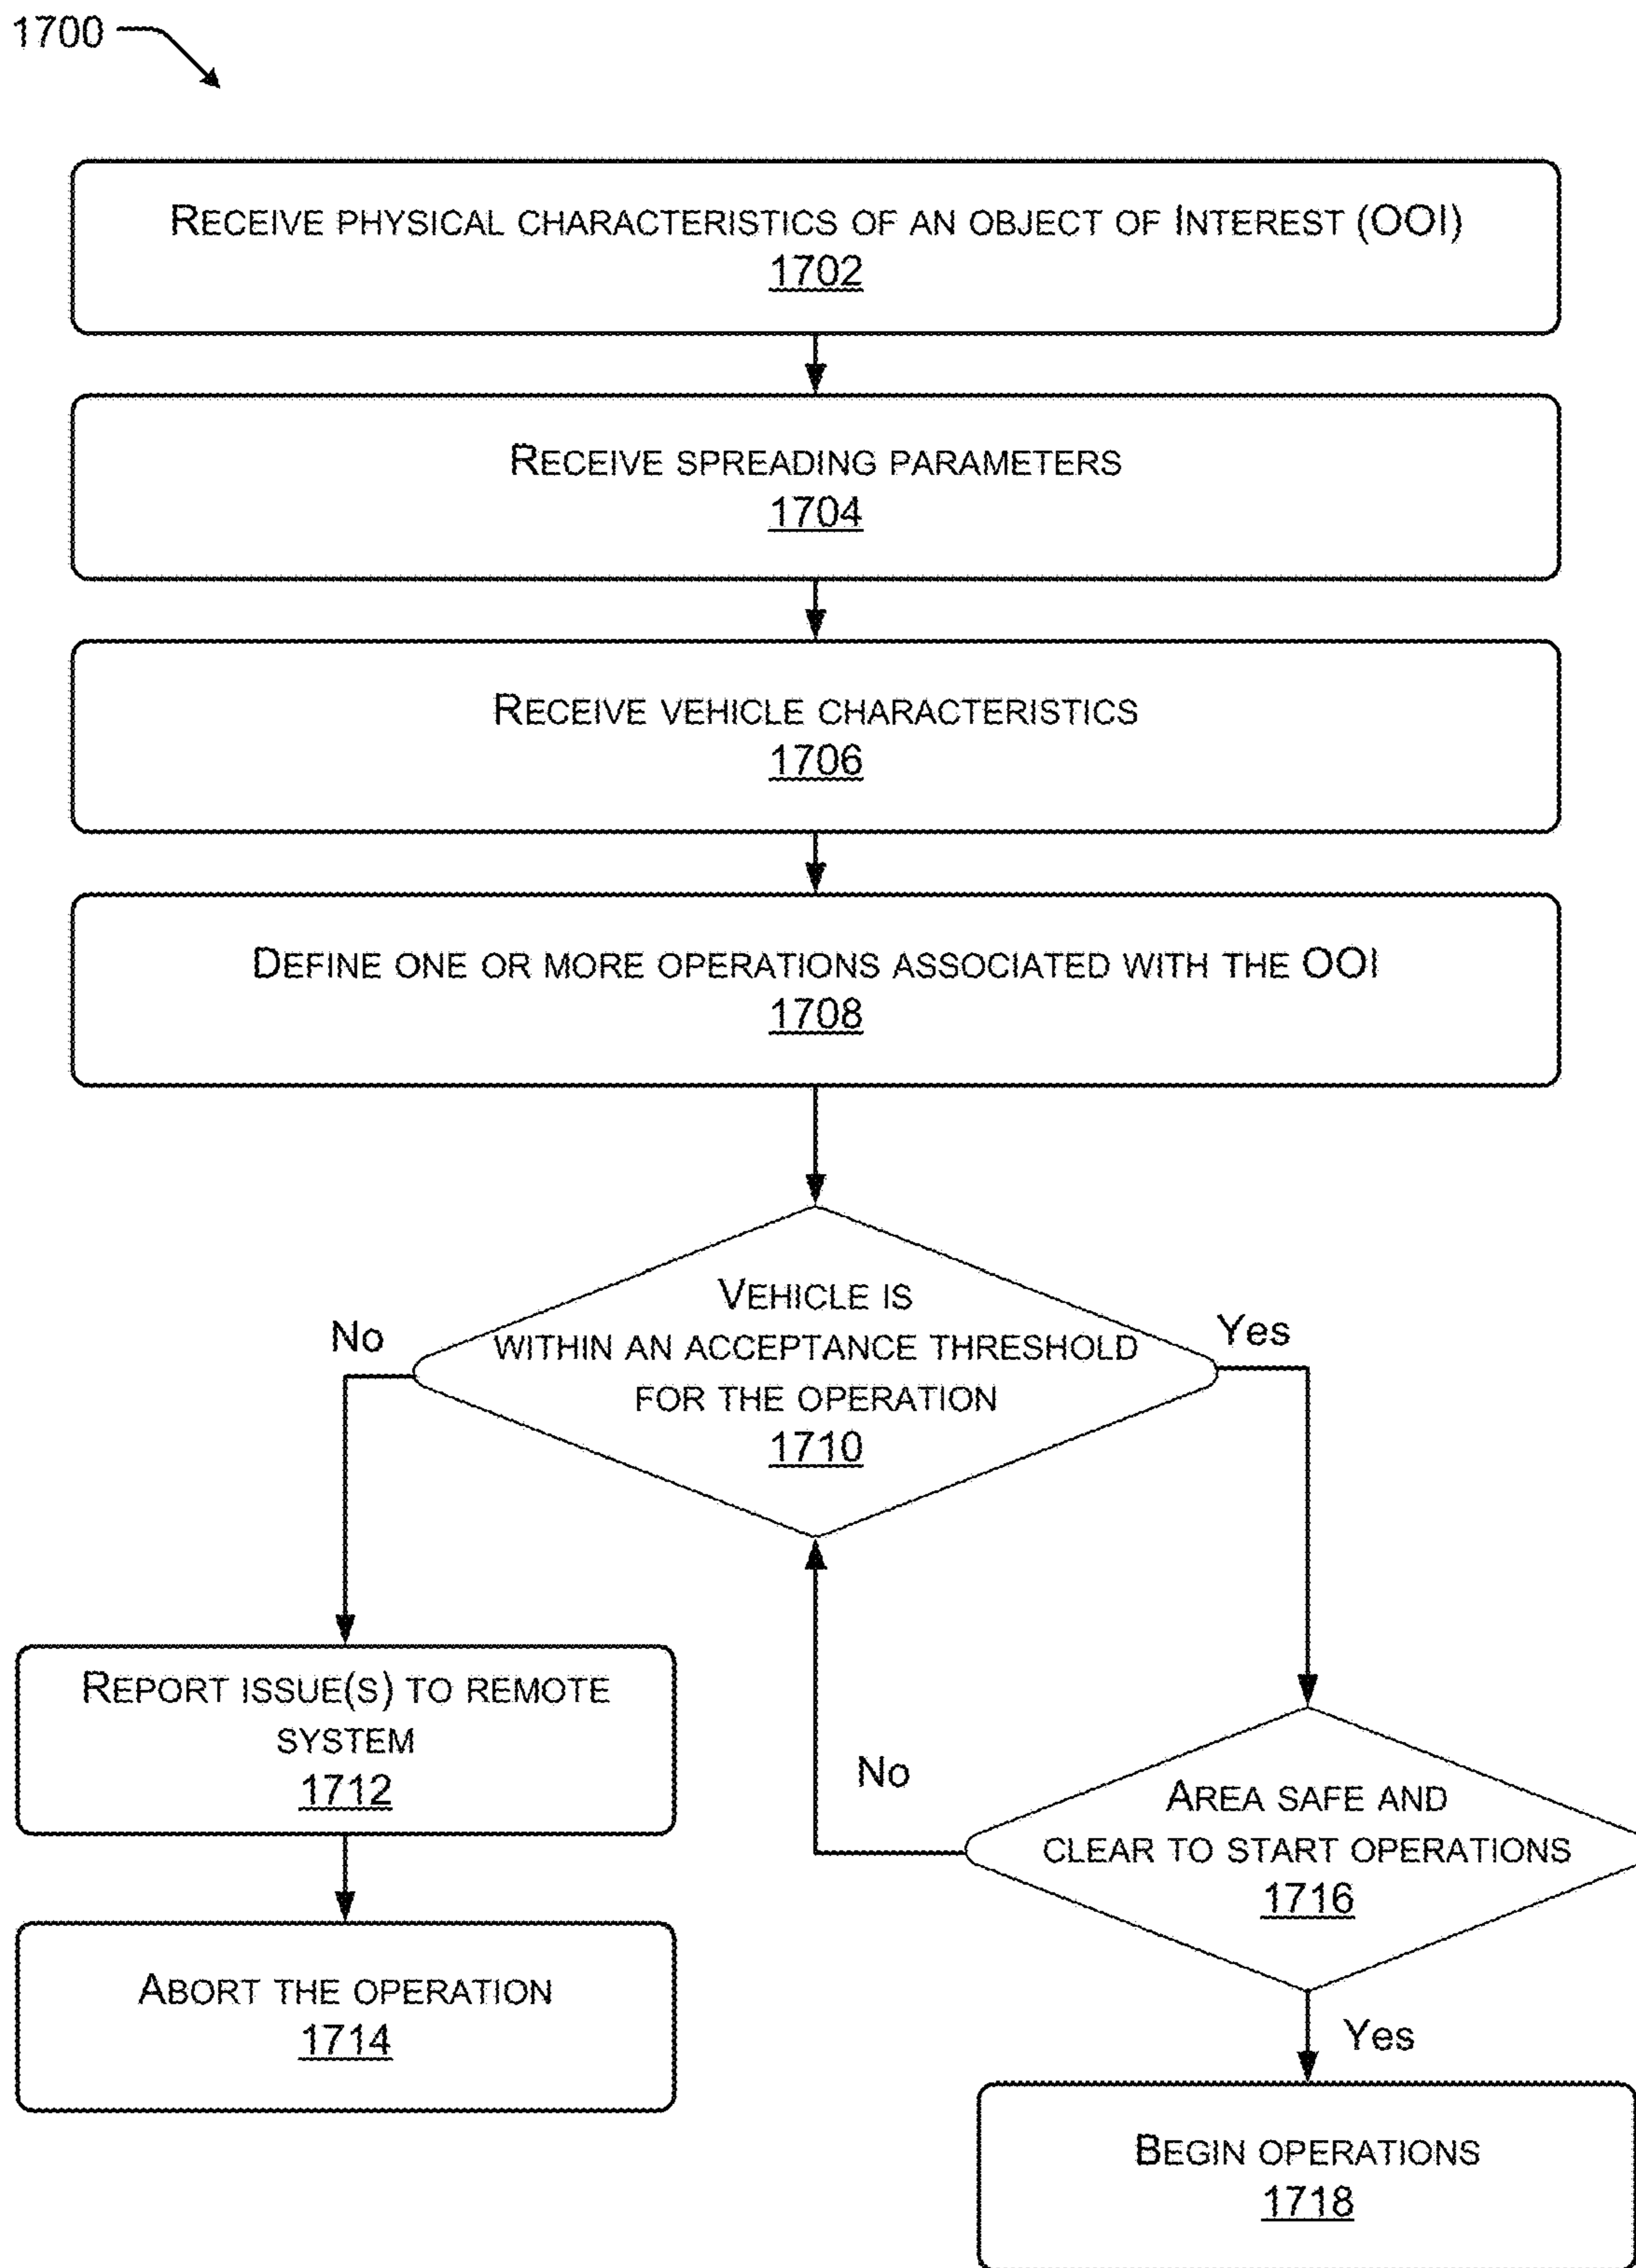 1700
Receive physical characteristics of an object of Interest (OOI)
1702
Receive spreading parameters
1704
Receive vehicle characteristics
1706
Define one or more operations associated with the OOI
1708
Vehicle is
within an acceptance threshold
for the operation
1710
No
Yes
Report issue(s) to remote
system
1712
Abort the operation
1714
No
Area safe and
clear to start operations
1716
Yes
Begin operations
1718